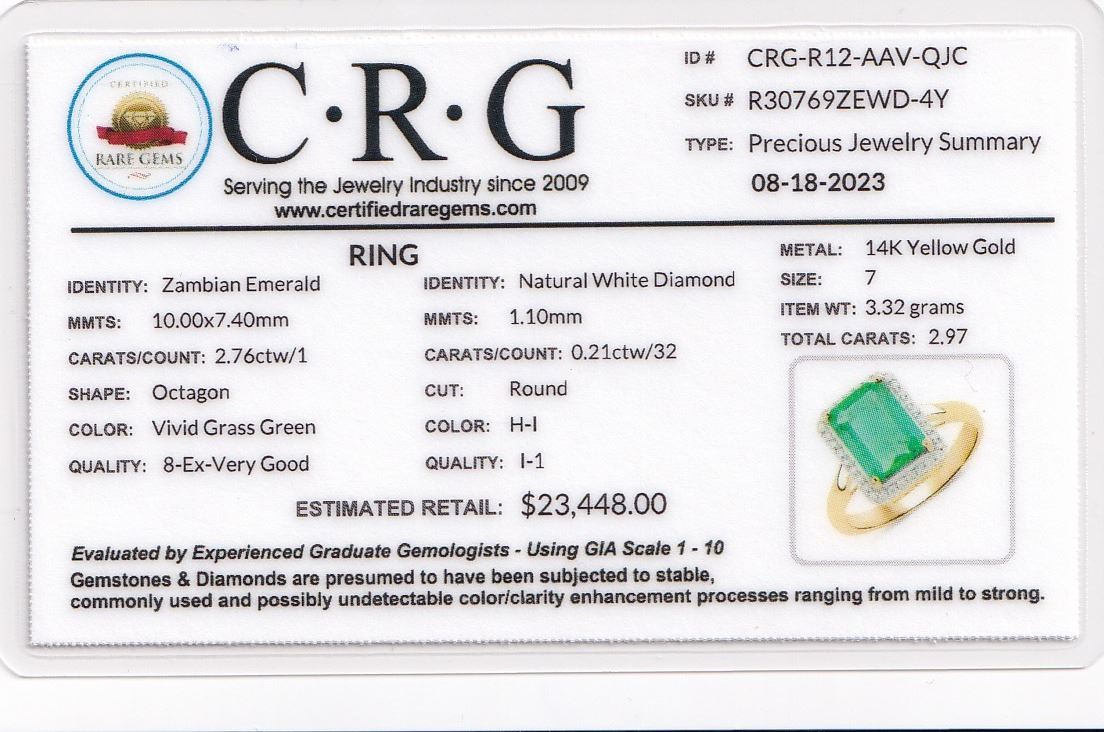 CERTIFIED
RARE GEMS
C·R·G
Serving the Jewelry Industry since 2009
www.certifiedraregems.com
ID # CRG-R12-AAV-QJC
SKU # R30769ZEWD-4Y
TYPE: Precious Jewelry Summary
08-18-2023
RING
IDENTITY: Zambian Emerald
MMTS: 10.00x7.40mm
CARATS/COUNT: 2.76ctw/1
SHAPE: Octagon
COLOR: Vivid Grass Green
QUALITY: 8-Ex-Very Good
IDENTITY: Natural White Diamond
MMTS: 1.10mm
CARATS/COUNT: 0.21ctw/32
CUT: Round
COLOR: H-I
QUALITY: I-1
METAL: 14K Yellow Gold
SIZE: 7
ITEM WT: 3.32 grams
TOTAL CARATS: 2.97
ESTIMATED RETAIL: $23,448.00
Evaluated by Experienced Graduate Gemologists - Using GIA Scale 1 - 10
Gemstones & Diamonds are presumed to have been subjected to stable,
commonly used and possibly undetectable color/clarity enhancement processes ranging from mild to strong.